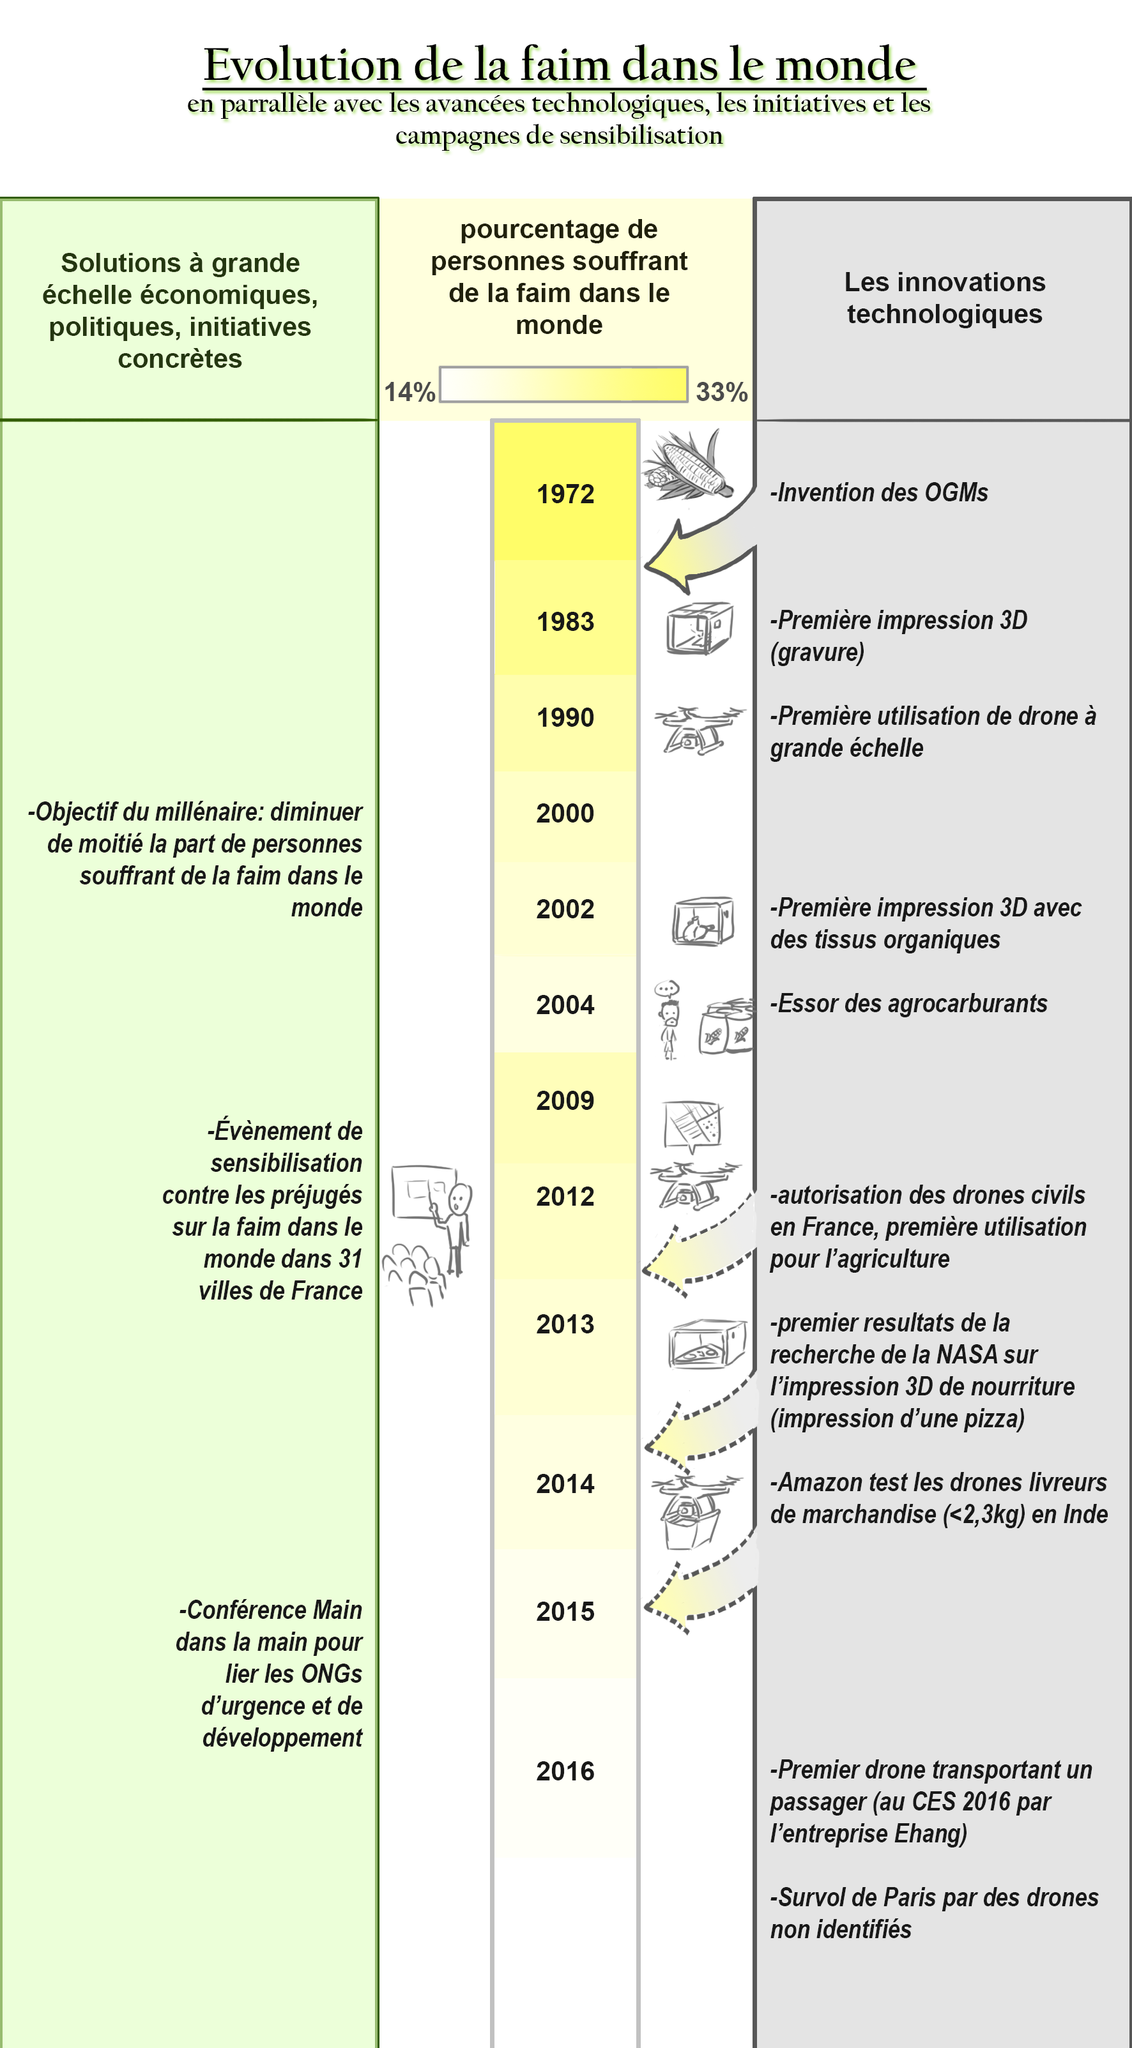 Evolution de la faim dans le monde
en parrallèle avec les avancées technologiques, les initiatives et les
campagnes de sensibilisation
Solutions à grande
échelle économiques,
politiques, initiatives
concrètes
pourcentage de
personnes souffrant
de la faim dans le
monde
14%
33%
Les innovations
technologiques
1972
-Invention des OGMs
1983
-Première impression 3D
(gravure)
1990
-Première utilisation de drone à
grande échelle
-Objectif du millénaire: diminuer
de moitié la part de personnes
souffrant de la faim dans le
monde
2000
2002
-Première impression 3D avec
des tissus organiques
2004
-Essor des agrocarburants
2009
-Évènement de
sensibilisation
contre les préjugés
sur la faim dans le
monde dans 31
villes de France
2012
-autorisation des drones civils
en France, première utilisation
pour l’agriculture
2013
-premier resultats de la
recherche de la NASA sur
l’impression 3D de nourriture
(impression d’une pizza)
2014
-Amazon test les drones livreurs
de marchandise (<2,3kg) en Inde
-Conférence Main
dans la main pour
lier les ONGs
d’urgence et de
développement
2015
2016
-Premier drone transportant un
passager (au CES 2016 par
l’entreprise Ehang)
-Survol de Paris par des drones
non identifiés